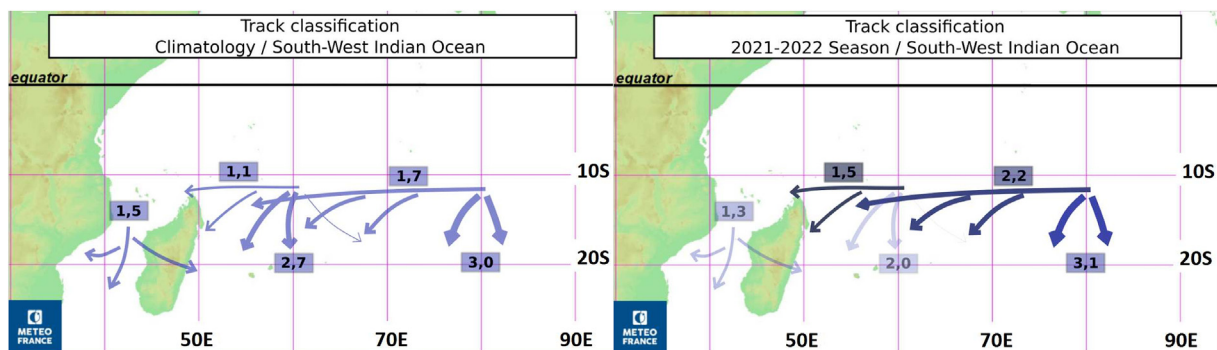 Track classification
Climatology / South-West Indian Ocean
equator
10S
1,1
1,7
1,5
20S
2,7
3,0
METEO
FRANCE
50E
70E
90E
Track classification
2021-2022 Season / South-West Indian Ocean
equator
10S
1,5
2,2
1,3
20S
2,0
3,1
METEO
FRANCE
50E
70E
90E